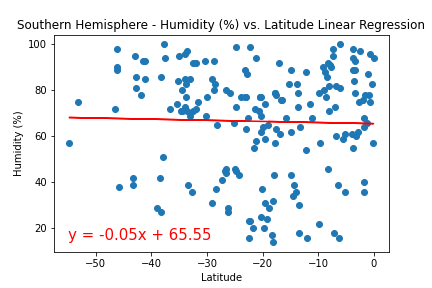 Southern Hemisphere - Humidity (%) vs. Latitude Linear Regression
100
80
60
40
20
Humidity (%)
y = -0.05x + 65.55
−50
−40
−30
−20
−10
0
Latitude